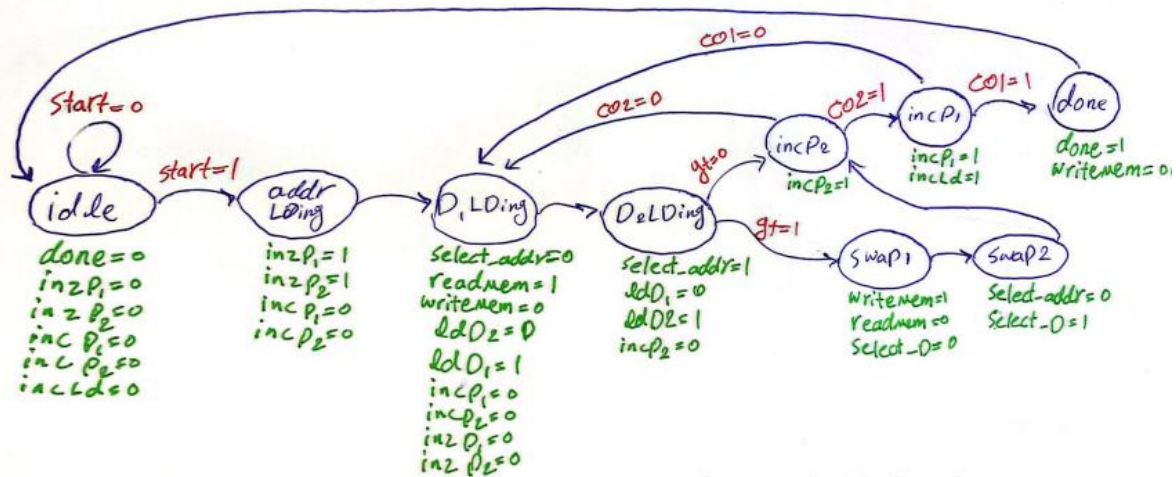 CO1=0
start=0
CO2=0
CO2=1
CO1=1
done
incP1
incP2
start=1
gt=0
done=1
writeMem=0
incP1=1
incLd=1
idle
addr
LDing
D1LDing
D2LDing
incP2=1
gt=1
swap1
swap2
done=0
inzP1=0
inzP2=0
incP1=0
incP2=0
incLd=0
inzP1=1
inzP2=1
incP1=0
incP2=0
select_addr=0
readMem=1
writeMem=0
ldD2=0
ldD1=1
incP1=0
incP2=0
inzP1=0
inzP2=0
select_addr=1
ldD1=0
ldD2=1
incP2=0
writeMem=1
readMem=0
select_D=0
select-addr=0
select_D=1